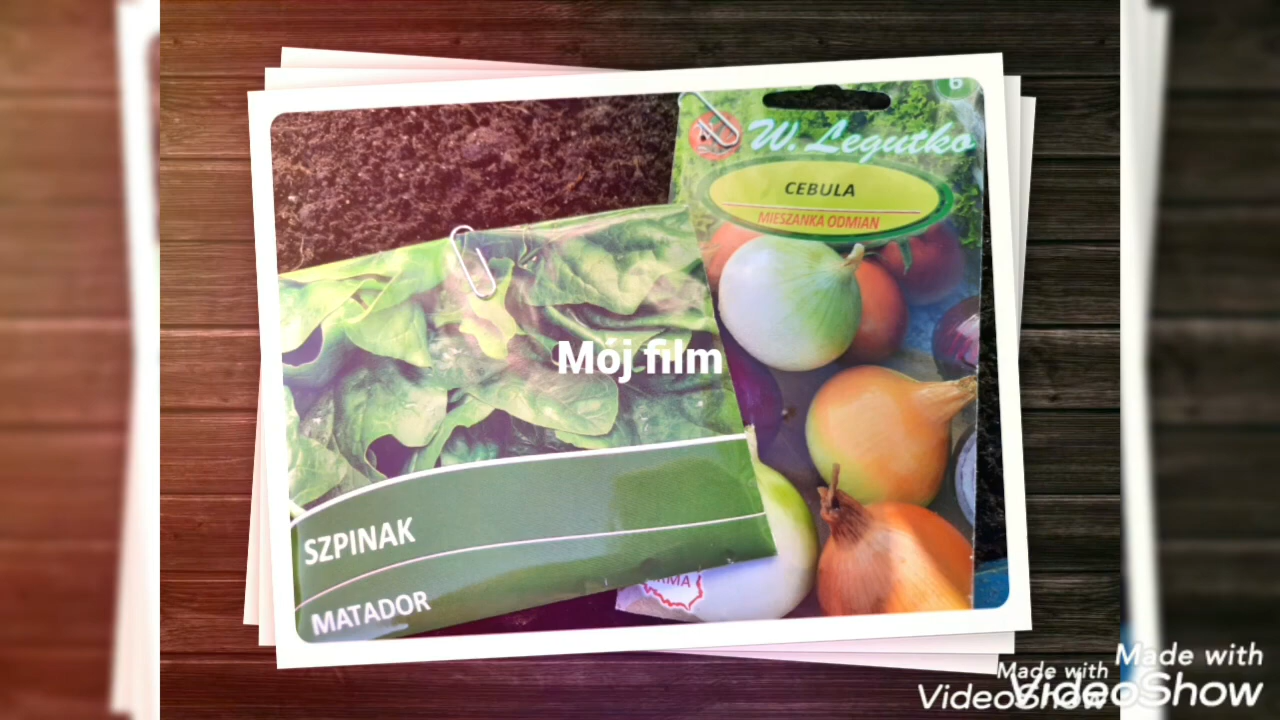 W. Legutko
CEBULA
MIESZANKA ODMIAN
Mój film
SZPINAK
MATADOR
Made with
VideoShow
Made with
VideoShow